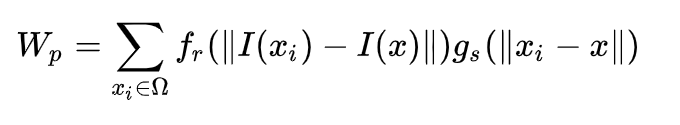 W_p = \sum_{x_i \in \Omega} f_r(\|I(x_i) - I(x)\|) g_s(\|x_i - x\|)